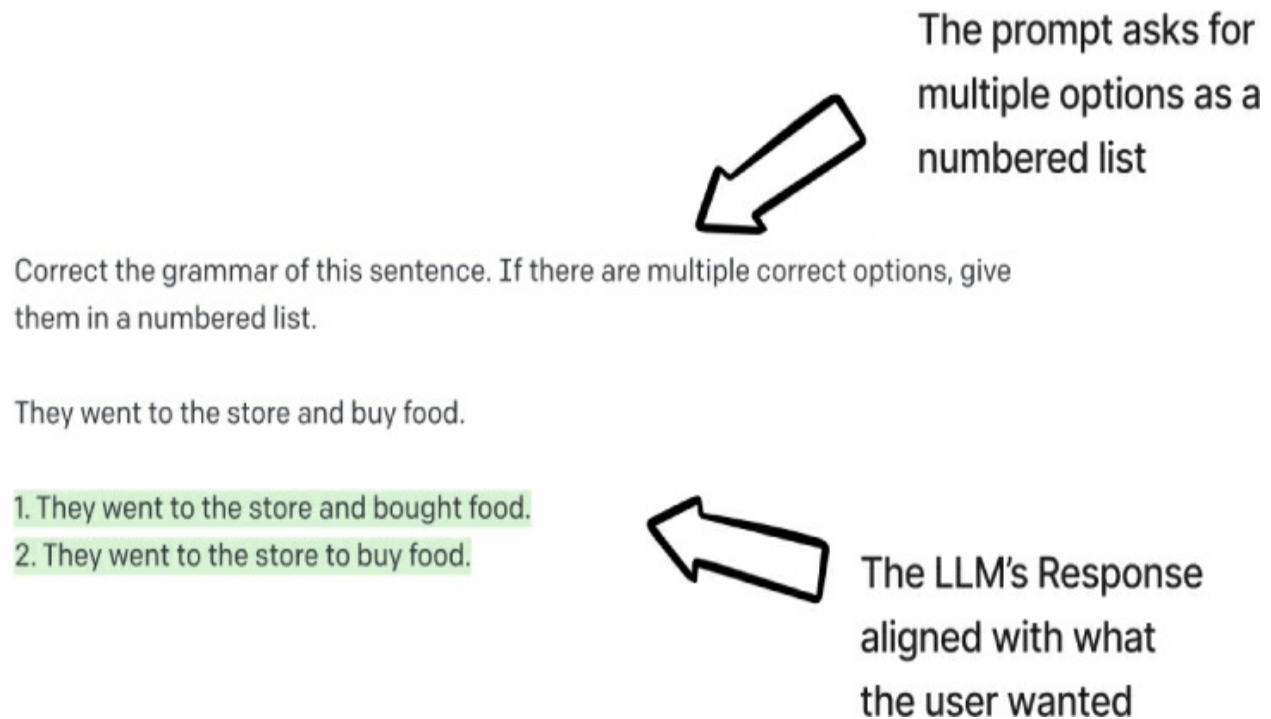 The prompt asks for
multiple options as a
numbered list
Correct the grammar of this sentence. If there are multiple correct options, give
them in a numbered list.
They went to the store and buy food.
1. They went to the store and bought food.
2. They went to the store to buy food.
The LLM's Response
aligned with what
the user wanted